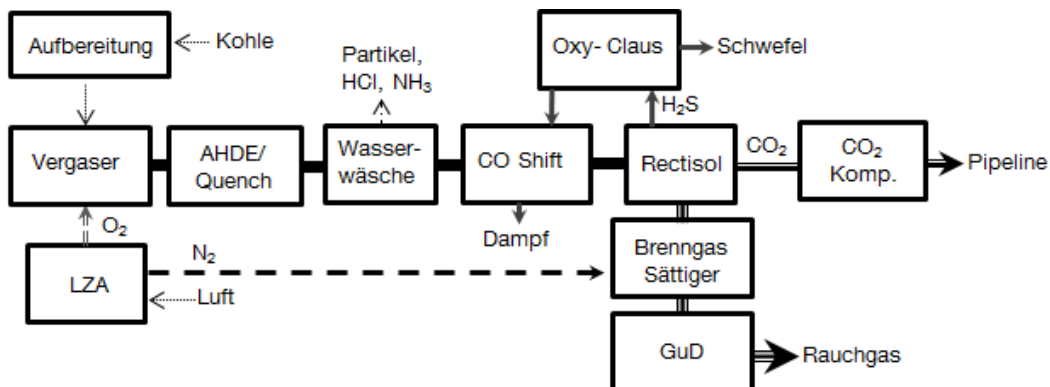 Aufbereitung
Kohle
Partikel,
HCl, NH₃
Oxy- Claus
Schwefel
H₂S
Vergaser
AHDE/
Quench
Wasser-
wäsche
CO Shift
Rectisol
CO₂
CO₂
Komp.
Pipeline
O₂
Dampf
N₂
LZA
Luft
Brenngas
Sättiger
GuD
Rauchgas